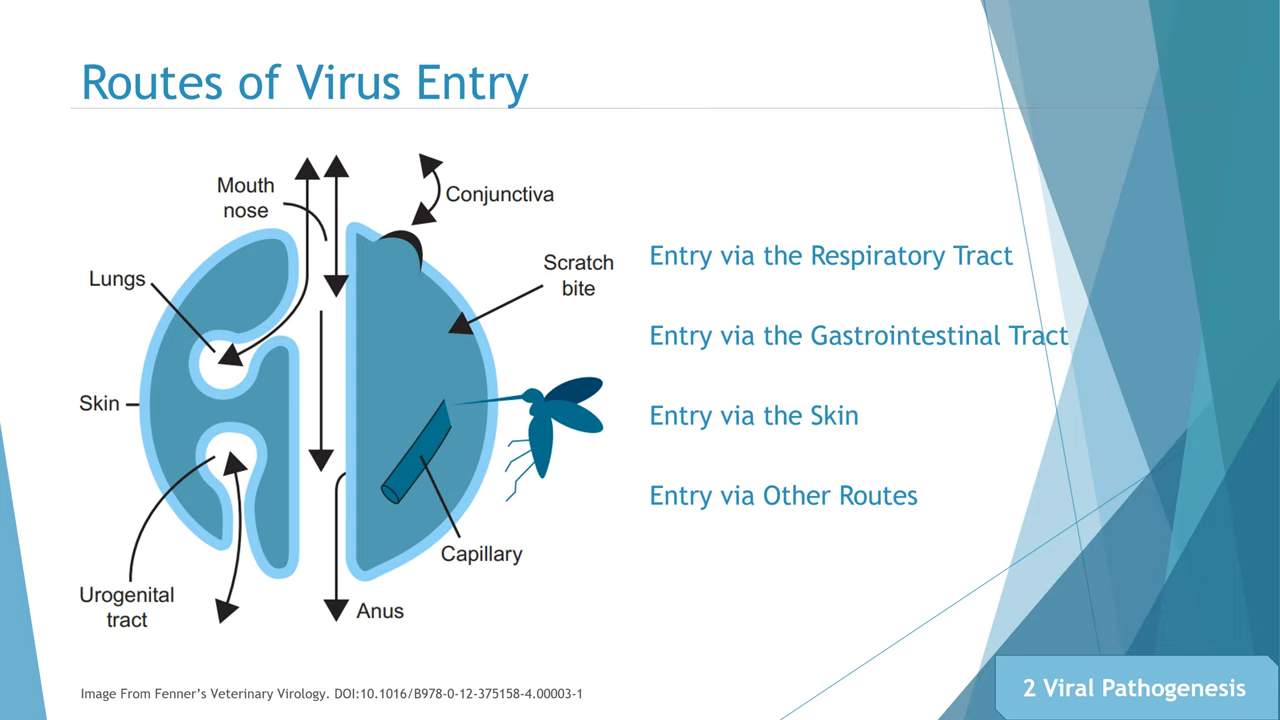 Routes of Virus Entry
Mouth
nose
Conjunctiva
Lungs
Scratch
bite
Skin
Capillary
Urogenital
tract
Anus
Entry via the Respiratory Tract
Entry via the Gastrointestinal Tract
Entry via the Skin
Entry via Other Routes
Image From Fenner’s Veterinary Virology. DOI:10.1016/B978-0-12-375158-4.00003-1
2 Viral Pathogenesis